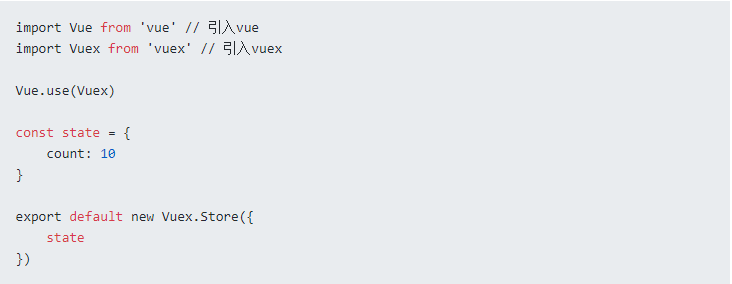 import Vue from 'vue' // 引入vue
import Vuex from 'vuex' // 引入vuex
Vue.use(Vuex)
const state = {
    count: 10
}
export default new Vuex.Store({
    state
})